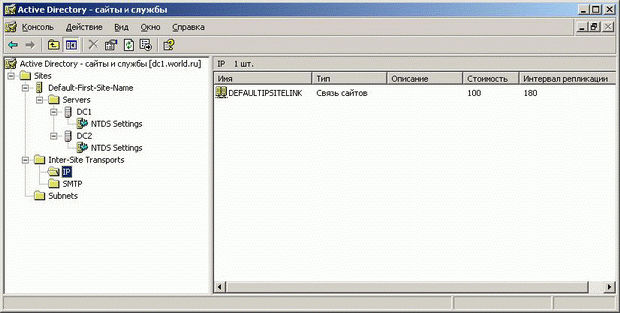 Active Directory - сайты и службы
Консоль Действие Вид Окно Справка
Active Directory - сайты и службы [dc1.world.ru]
Sites
Default-First-Site-Name
Servers
DC1
NTDS Settings
DC2
NTDS Settings
Inter-Site Transports
IP
SMTP
Subnets
IP 1 шт.
Имя Тип Описание Стоимость Интервал репликации
DEFAULTIPSITELINK Связь сайтов 100 180